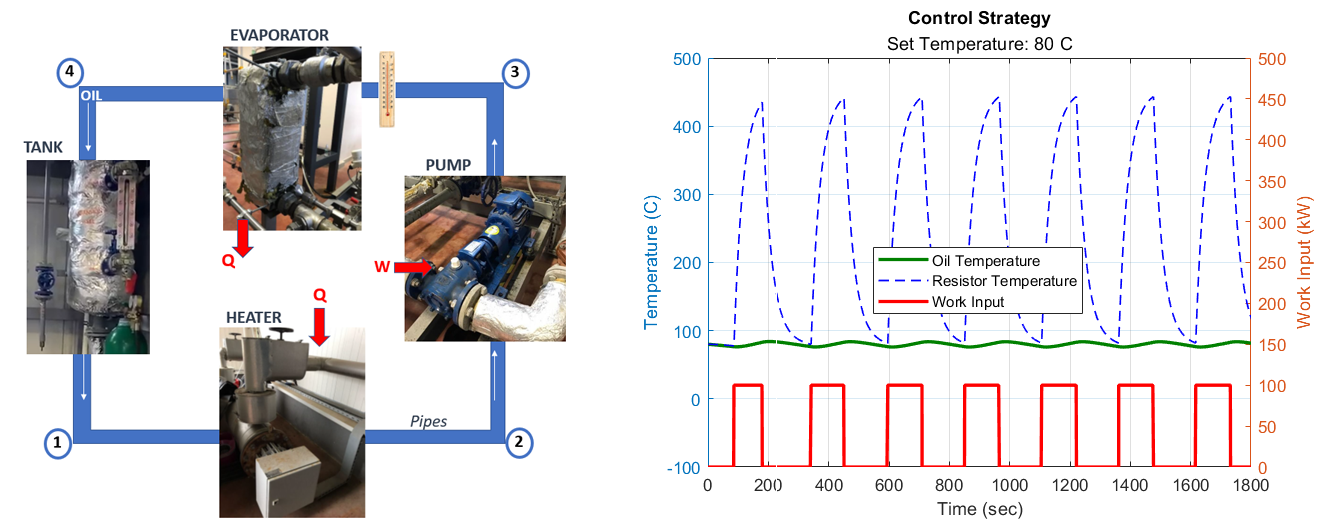 EVAPORATOR
4
3
OIL
TANK
PUMP
Q
W
Q
HEATER
Pipes
1
2
Control Strategy
Set Temperature: 80 C
500
400
300
200
100
0
-100
Temperature (C)
500
450
400
350
300
250
200
150
100
50
0
Work Input (kW)
Oil Temperature
Resistor Temperature
Work Input
0
200
400
600
800
1000
1200
1400
1600
1800
Time (sec)